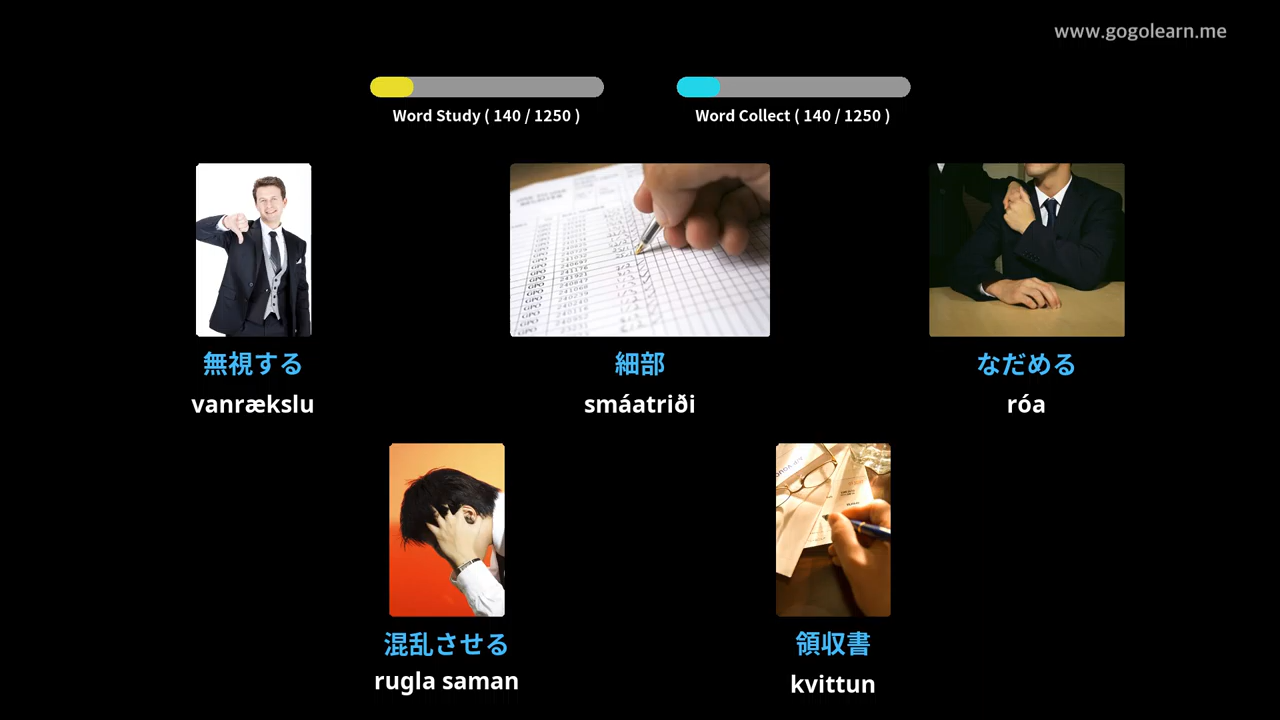 www.gogolearn.me
Word Study ( 140 / 1250 )
Word Collect ( 140 / 1250 )
無視する
vanrækslu
細部
smáatriði
なだめる
róa
混乱させる
rugla saman
領収書
kvittun